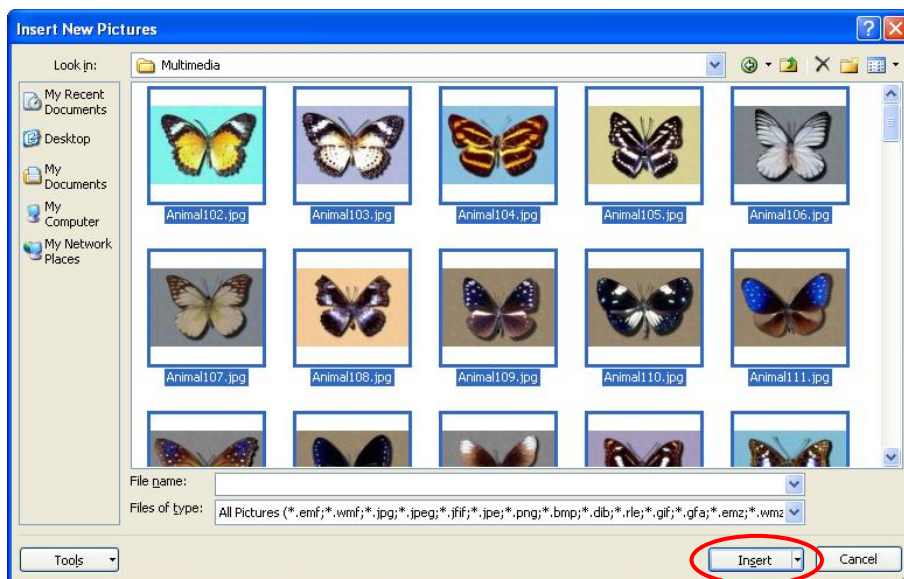 Insert New Pictures
Look in:
Multimedia
My Recent
Documents
Desktop
My
Documents
My
Computer
My Network
Places
Animal102.jpg
Animal103.jpg
Animal104.jpg
Animal105.jpg
Animal106.jpg
Animal107.jpg
Animal108.jpg
Animal109.jpg
Animal110.jpg
Animal111.jpg
File name:
Files of type:
All Pictures (*.emf;*.wmf;*.jpg;*.jpeg;*.jfif;*.jpe;*.png;*.bmp;*.dib;*.rle;*.gif;*.gfa;*.emz;*.wmz
Tools
Insert
Cancel